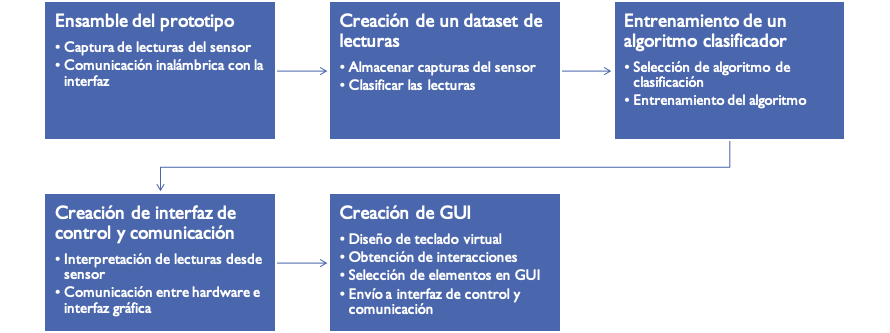 Ensamble del prototipo
• Captura de lecturas del sensor
• Comunicación inalámbrica con la
interfaz
Creación de un dataset de
lecturas
• Almacenar capturas del sensor
• Clasificar las lecturas
Entrenamiento de un
algoritmo clasificador
• Selección de algoritmo de
clasificación
• Entrenamiento del algoritmo
Creación de interfaz de
control y comunicación
• Interpretación de lecturas desde
sensor
• Comunicación entre hardware e
interfaz gráfica
Creación de GUI
• Diseño de teclado virtual
• Obtención de interacciones
• Selección de elementos en GUI
• Envío a interfaz de control y
comunicación